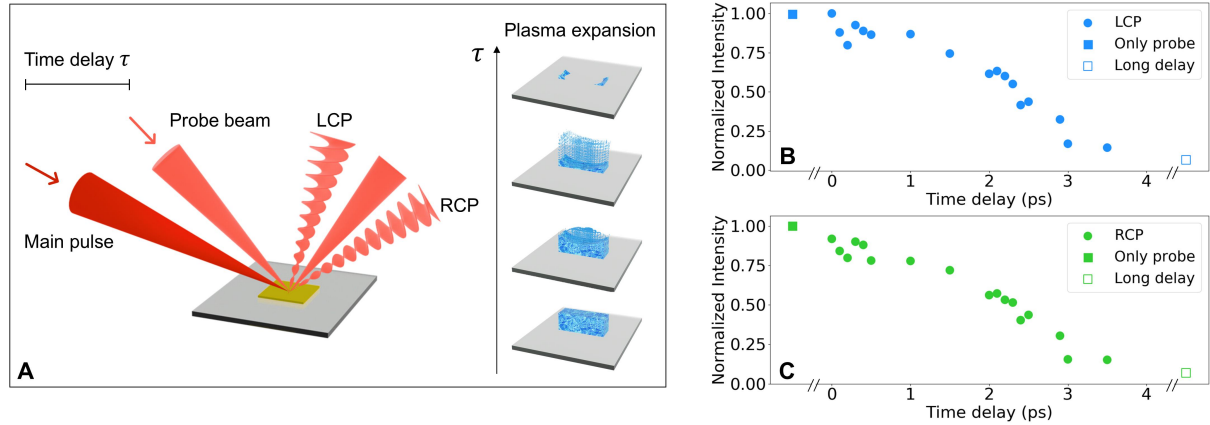 Time delay τ
Probe beam
LCP
RCP
Main pulse
A
τ
Plasma expansion
Normalized Intensity
1.00
0.75
0.50
0.25
0.00
LCP
Only probe
Long delay
B
0
1
2
3
4
Time delay (ps)
Normalized Intensity
1.00
0.75
0.50
0.25
0.00
RCP
Only probe
Long delay
C
0
1
2
3
4
Time delay (ps)